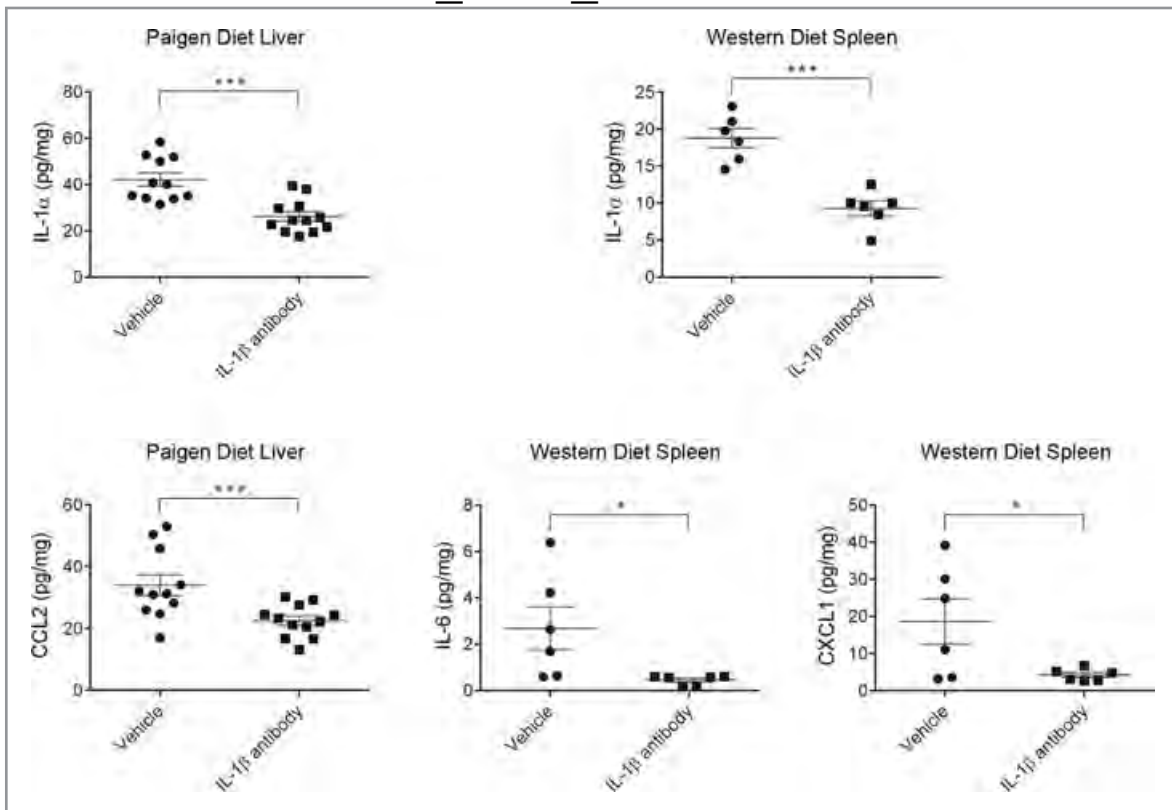 Paigen Diet Liver
***
IL-1α (pg/mg)
80
60
40
20
0
Vehicle
IL-1β antibody
Western Diet Spleen
***
IL-1α (pg/mg)
25
20
15
10
5
0
Vehicle
IL-1β antibody
Paigen Diet Liver
***
CCL2 (pg/mg)
60
40
20
0
Vehicle
IL-1β antibody
Western Diet Spleen
*
IL-6 (pg/mg)
8
6
4
2
0
Vehicle
IL-1β antibody
Western Diet Spleen
*
CXCL1 (pg/mg)
50
40
30
20
10
0
Vehicle
IL-1β antibody